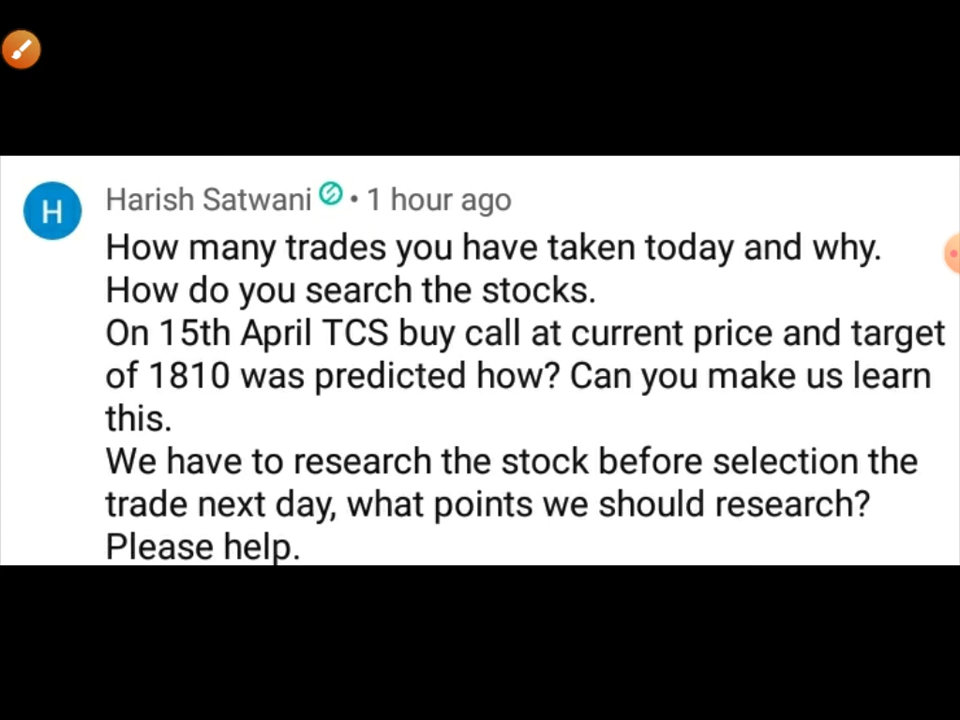 H
Harish Satwani • 1 hour ago
How many trades you have taken today and why.
How do you search the stocks.
On 15th April TCS buy call at current price and target
of 1810 was predicted how? Can you make us learn
this.
We have to research the stock before selection the
trade next day, what points we should research?
Please help.